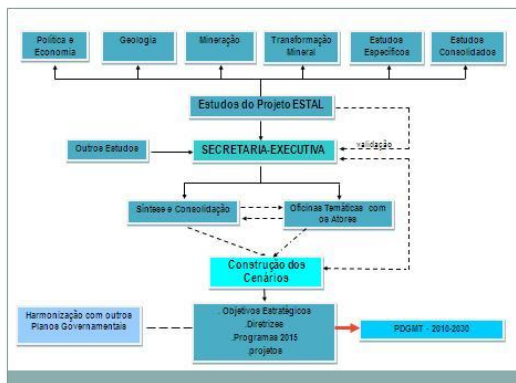 Política e
Economia
Geologia
Mineração
Transformação
Mineral
Estudos
Específicos
Estudos
Consolidados
Estudos do Projeto ESTAL
Outros Estudos
SECRETARIA-EXECUTIVA
validação
Síntese e Consolidação
Oficinas Temáticas com
os Atores
Construção dos
Cenários
Harmonização com outros
Planos Governamentais
. Objetivos Estratégicos
.Diretrizes
.Programas 2015
.projetos
PDGMT - 2010-2030